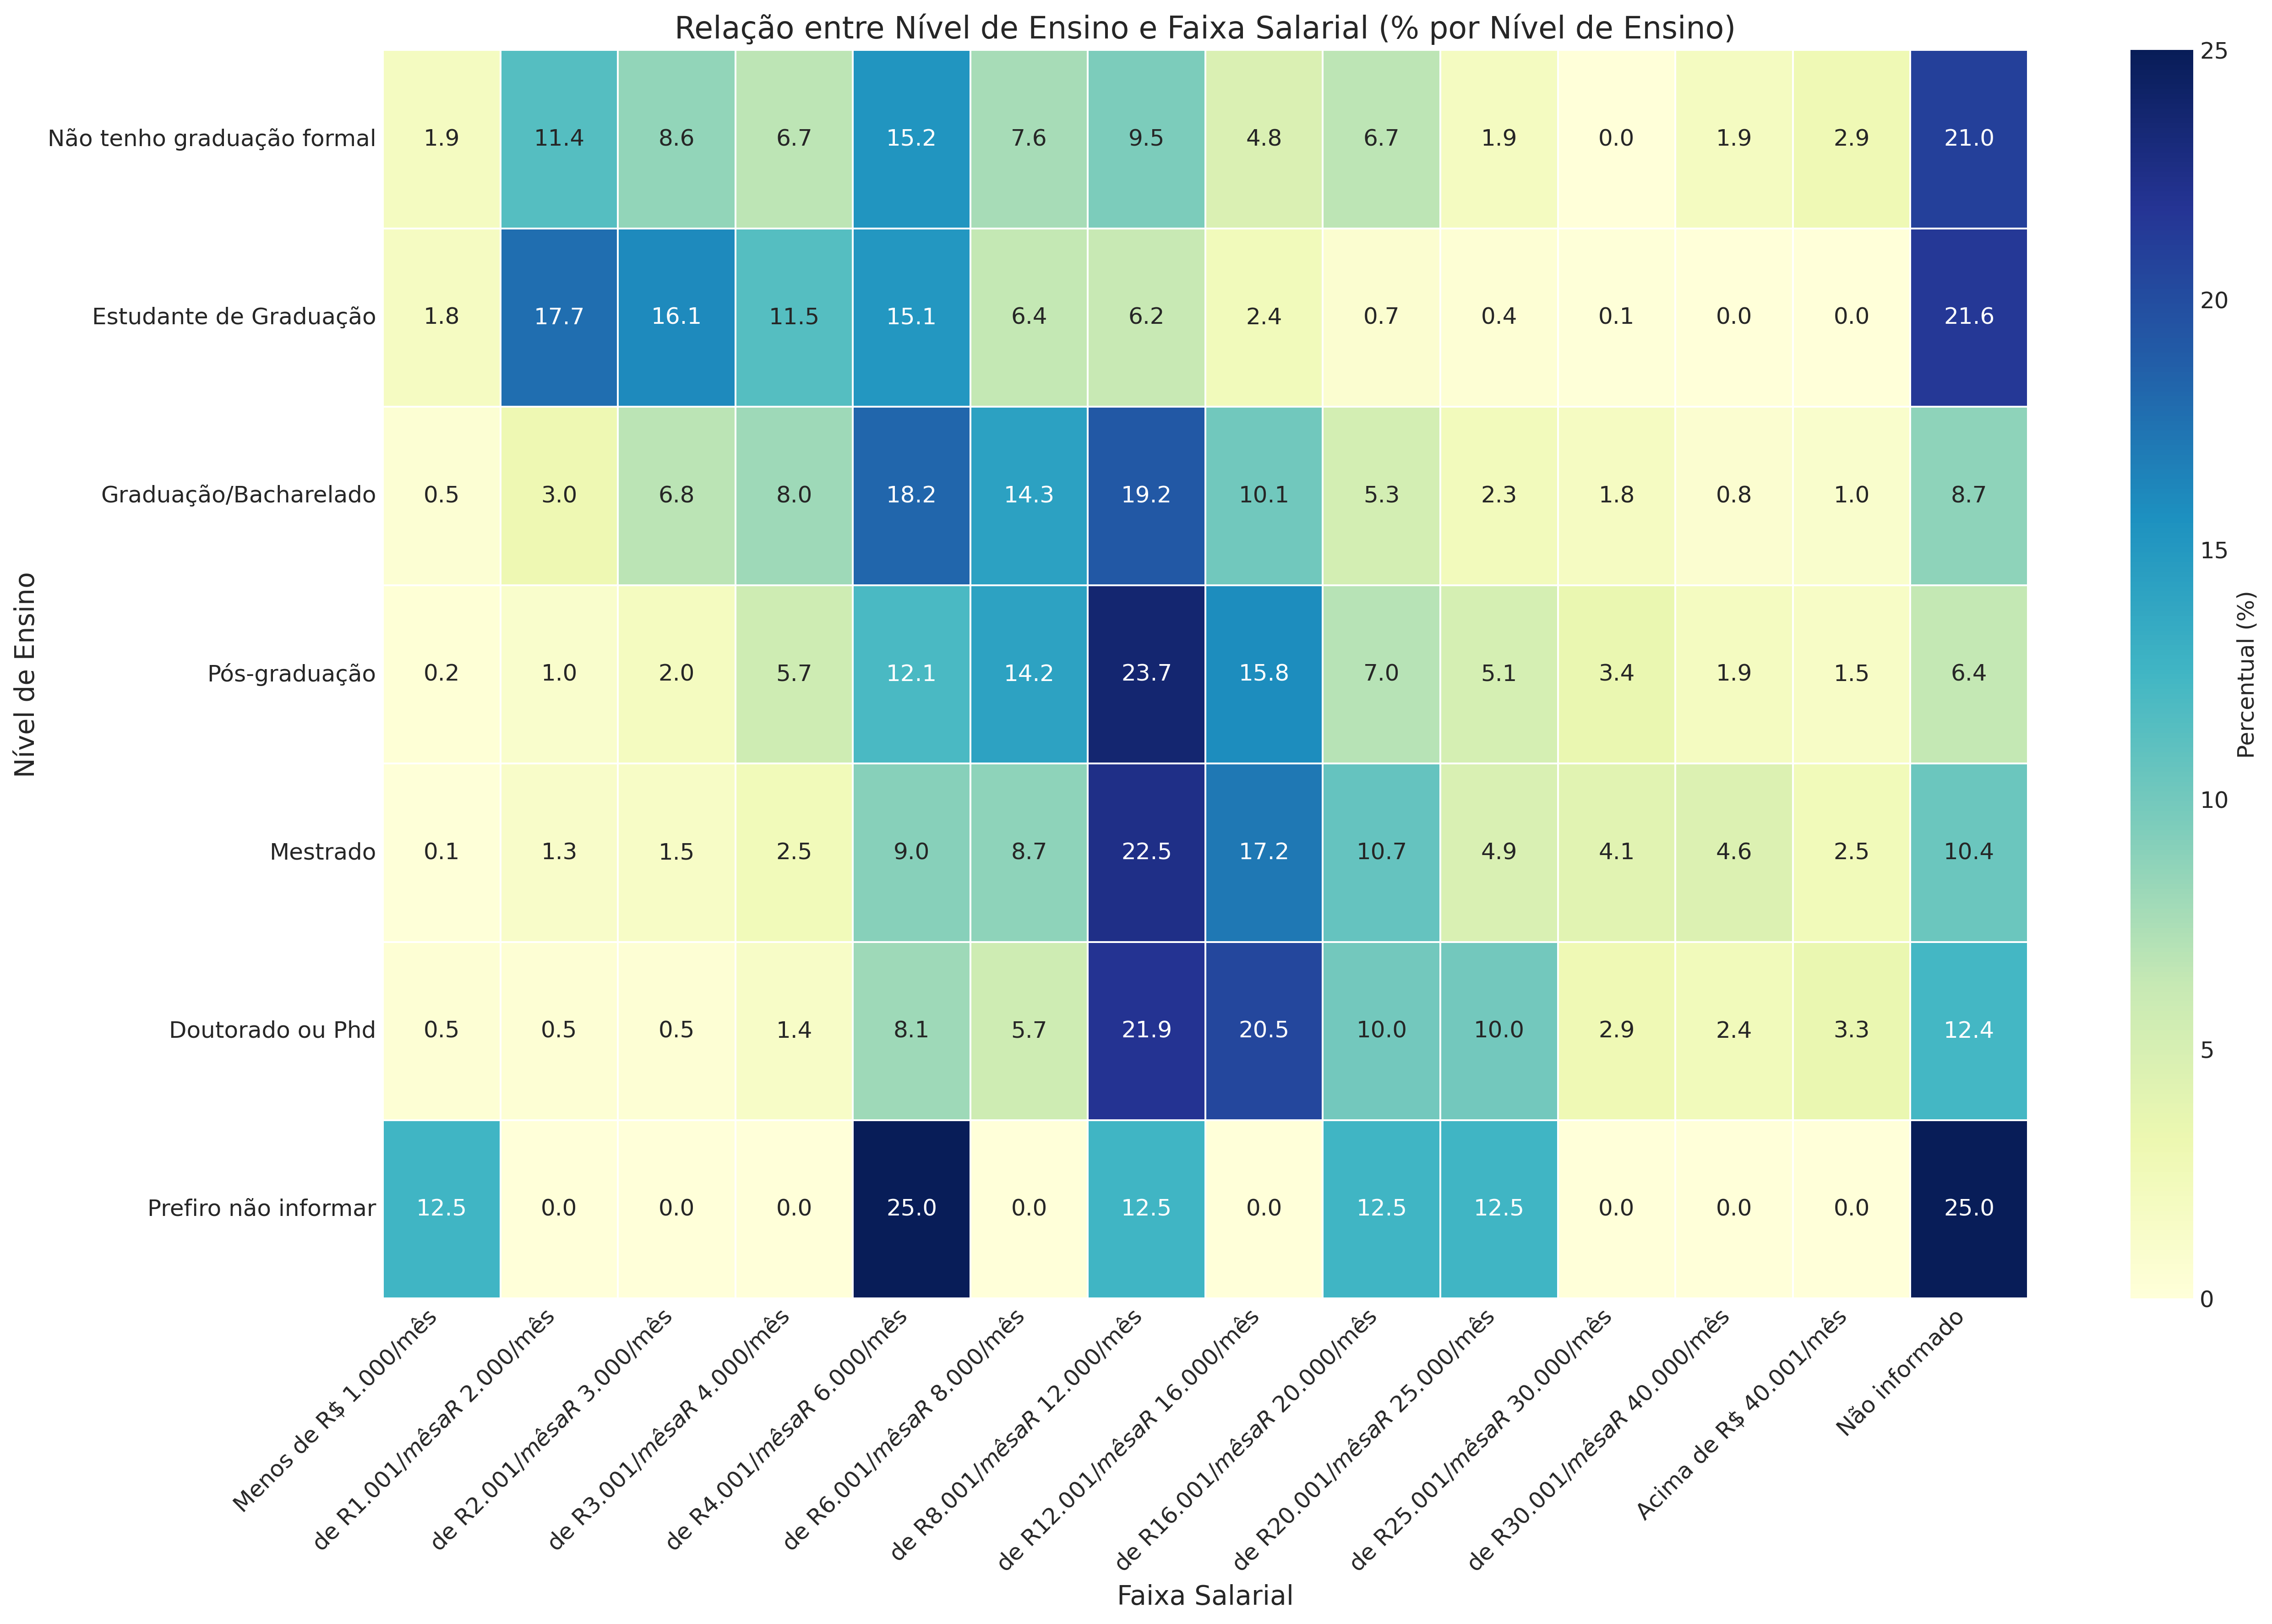 Relação entre Nível de Ensino e Faixa Salarial (% por Nível de Ensino)
Nível de Ensino
Não tenho graduação formal 1.9 11.4 8.6 6.7 15.2 7.6 9.5 4.8 6.7 1.9 0.0 1.9 2.9 21.0
Estudante de Graduação 1.8 17.7 16.1 11.5 15.1 6.4 6.2 2.4 0.7 0.4 0.1 0.0 0.0 21.6
Graduação/Bacharelado 0.5 3.0 6.8 8.0 18.2 14.3 19.2 10.1 5.3 2.3 1.8 0.8 1.0 8.7
Pós-graduação 0.2 1.0 2.0 5.7 12.1 14.2 23.7 15.8 7.0 5.1 3.4 1.9 1.5 6.4
Mestrado 0.1 1.3 1.5 2.5 9.0 8.7 22.5 17.2 10.7 4.9 4.1 4.6 2.5 10.4
Doutorado ou Phd 0.5 0.5 0.5 1.4 8.1 5.7 21.9 20.5 10.0 10.0 2.9 2.4 3.3 12.4
Prefiro não informar 12.5 0.0 0.0 0.0 25.0 0.0 12.5 0.0 12.5 12.5 0.0 0.0 0.0 25.0
Menos de R$ 1.000/mês
de R1.001/mêsaR 2.000/mês
de R2.001/mêsaR 3.000/mês
de R3.001/mêsaR 4.000/mês
de R4.001/mêsaR 6.000/mês
de R6.001/mêsaR 8.000/mês
de R8.001/mêsaR 12.000/mês
de R12.001/mêsaR 16.000/mês
de R16.001/mêsaR 20.000/mês
de R20.001/mêsaR 25.000/mês
de R25.001/mêsaR 30.000/mês
de R30.001/mêsaR 40.000/mês
Acima de R$ 40.001/mês
Não informado
Faixa Salarial
25
20
15
10
5
0
Percentual (%)